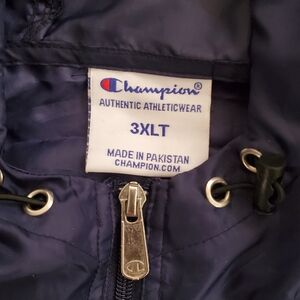 Champion®
AUTHENTIC ATHLETICWEAR
3XLT
MADE IN PAKISTAN
CHAMPION.COM